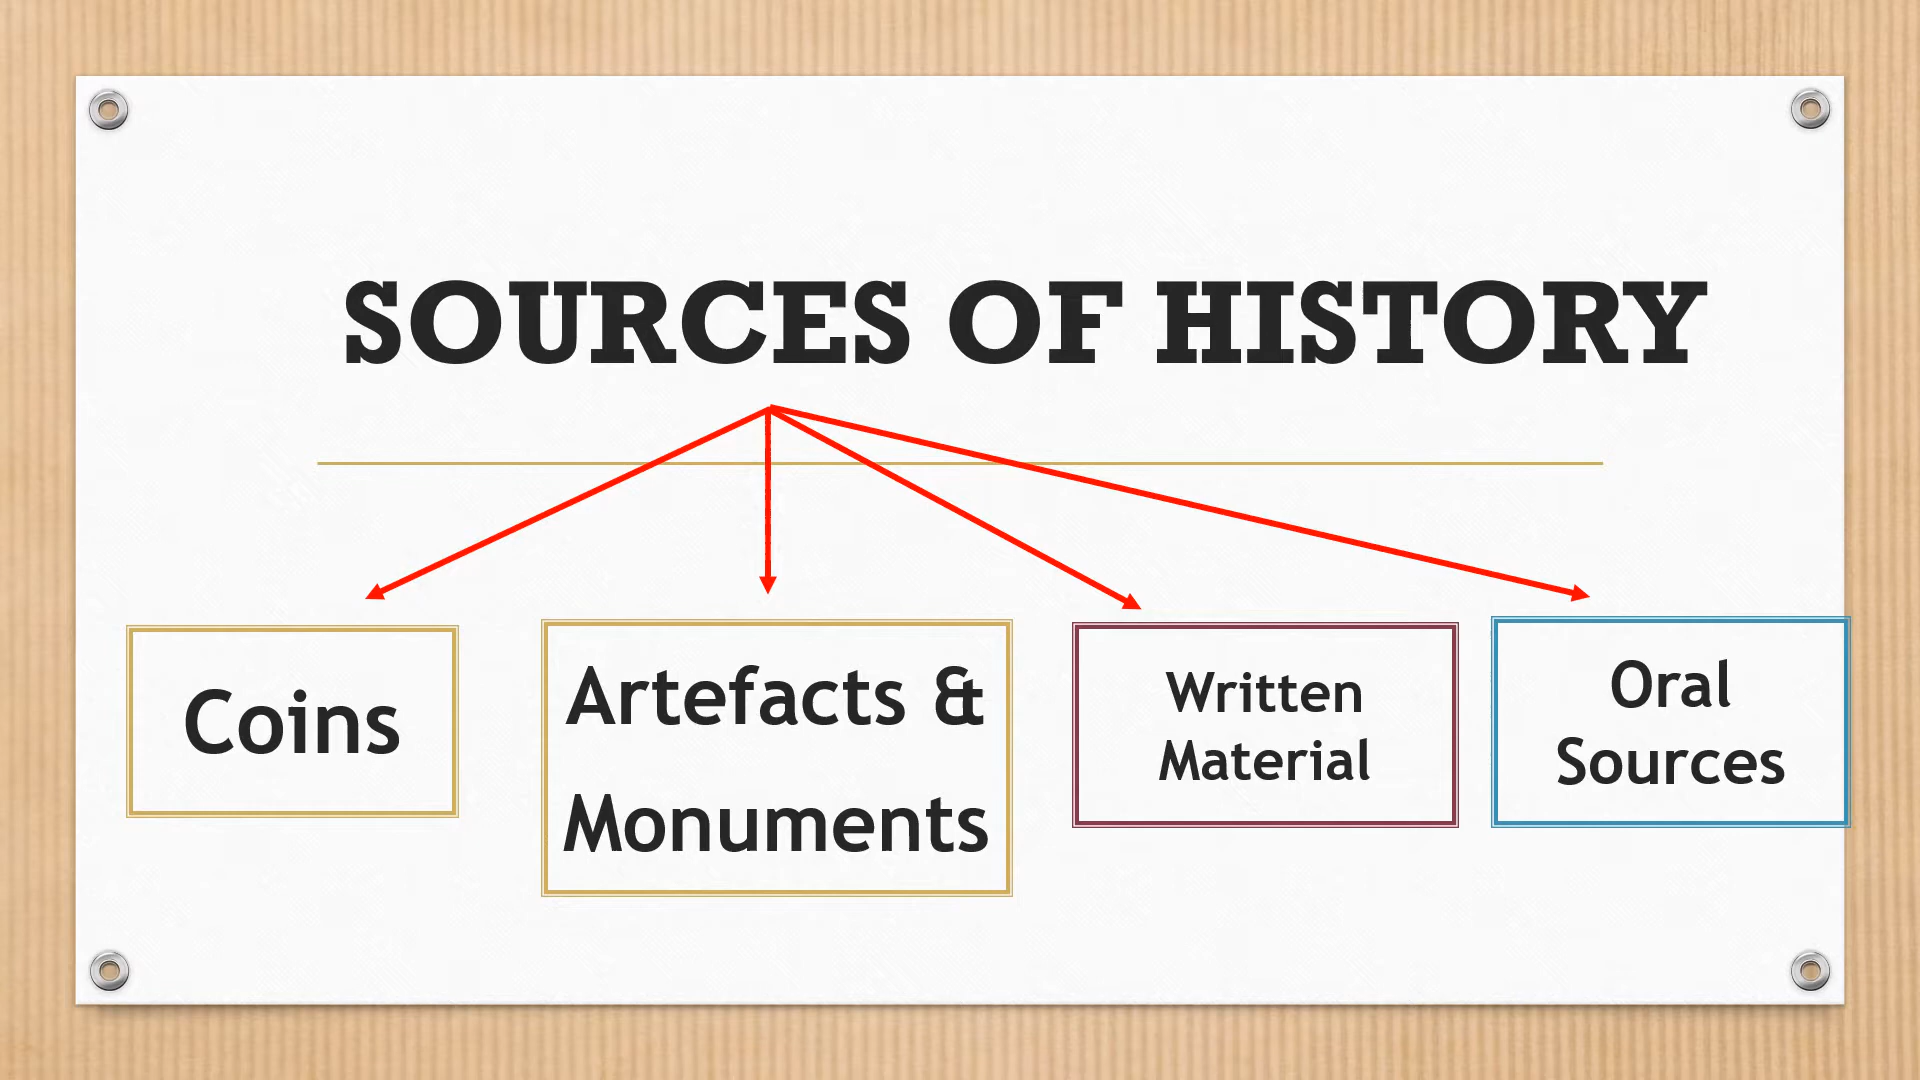 SOURCES OF HISTORY
Coins
Artefacts &
Monuments
Written
Material
Oral
Sources